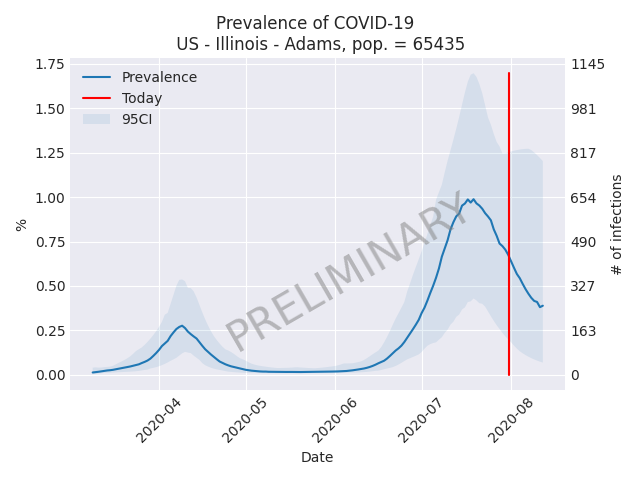 Prevalence of COVID-19
US - Illinois - Adams, pop. = 65435
Prevalence
Today
95CI
PRELIMINARY
%
1.75
1.50
1.25
1.00
0.75
0.50
0.25
0.00
1145
981
817
654
490
327
163
0
# of infections
2020-04
2020-05
2020-06
2020-07
2020-08
Date